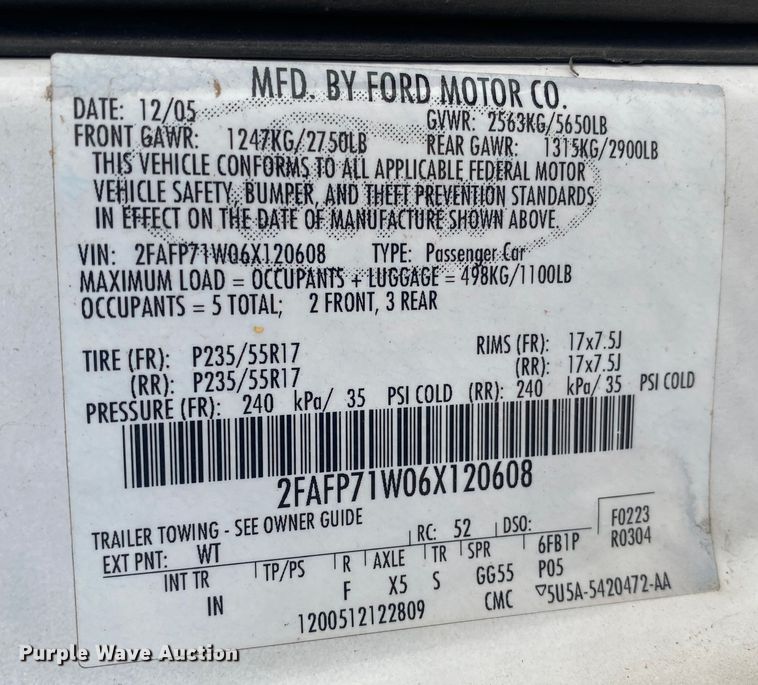 MFD. BY FORD MOTOR CO.
DATE: 12/05 GVWR: 2563KG/5650LB
FRONT GAWR: 1247KG/2750LB REAR GAWR: 1315KG/2900LB
THIS VEHICLE CONFORMS TO ALL APPLICABLE FEDERAL MOTOR
VEHICLE SAFETY, BUMPER, AND THEFT PREVENTION STANDARDS
IN EFFECT ON THE DATE OF MANUFACTURE SHOWN ABOVE.
VIN: 2FAFP71W06X120608 TYPE: Passenger Car
MAXIMUM LOAD = OCCUPANTS + LUGGAGE = 498KG/1100LB
OCCUPANTS = 5 TOTAL; 2 FRONT, 3 REAR
TIRE (FR): P235/55R17 RIMS (FR): 17x7.5J
(RR): P235/55R17 (RR): 17x7.5J
PRESSURE (FR): 240 kPa/ 35 PSI COLD (RR): 240 kPa/ 35 PSI COLD
2FAFP71W06X120608
TRAILER TOWING - SEE OWNER GUIDE
EXT PNT: WT RC: 52 DSO: F0223
INT TR TP/PS R AXLE TR SPR 6FB1P R0304
IN F X5 S GG55 P05
1200512122809 CMC 5U5A-5420472-AA
Purple Wave Auction